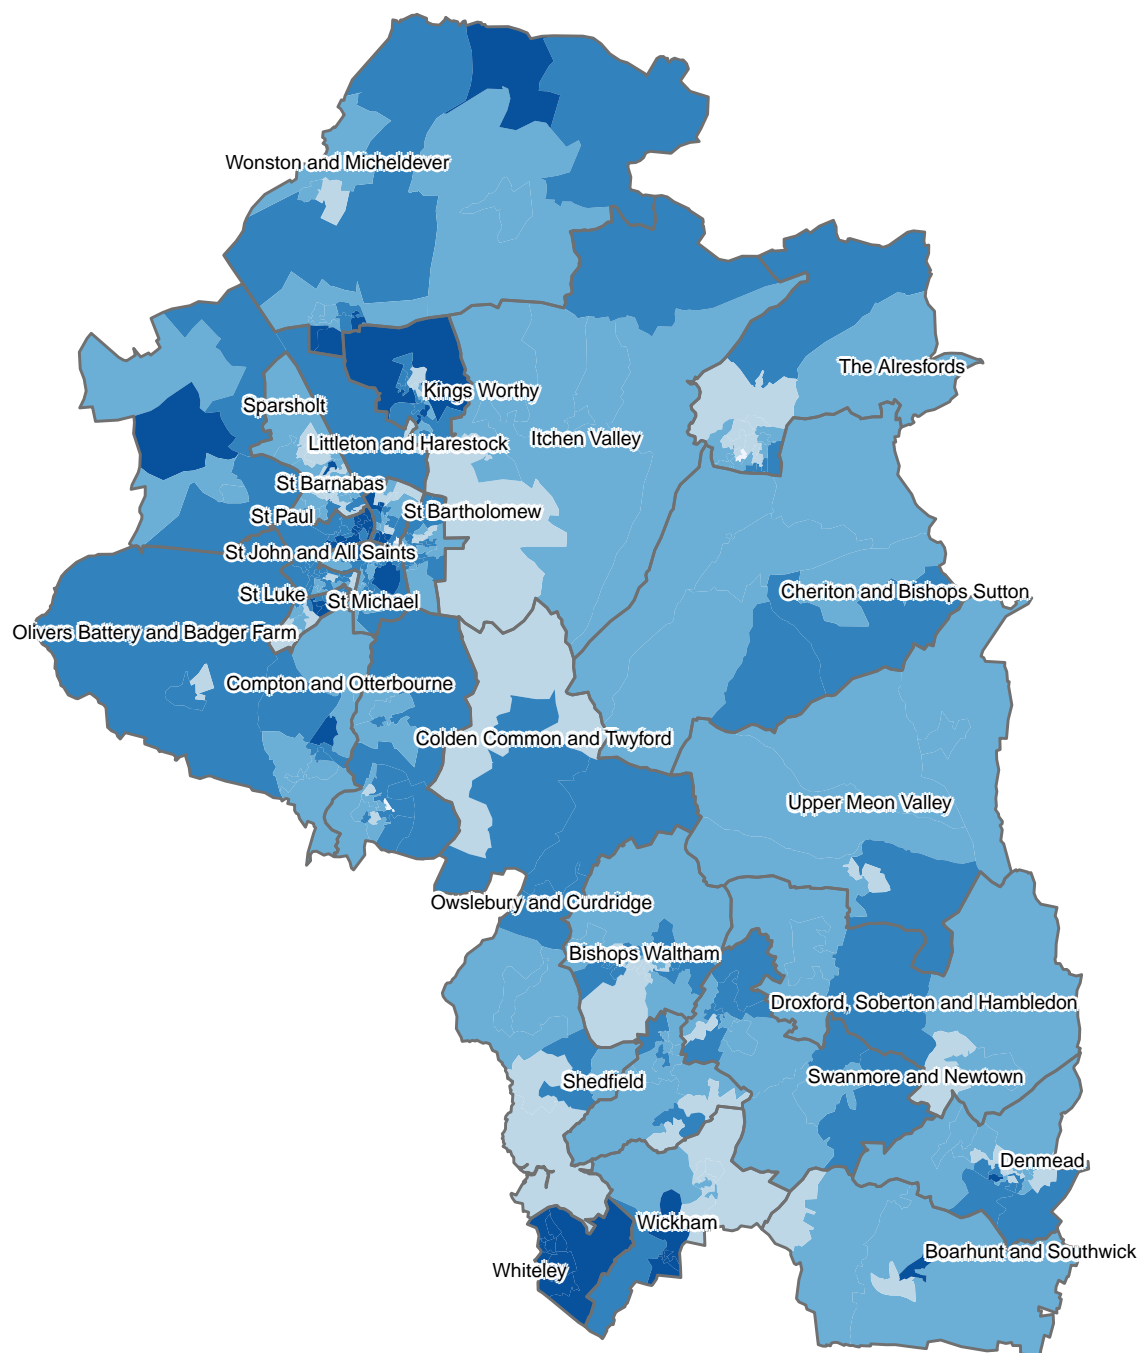 Wonston and Micheldever
The Alresfords
Kings Worthy
Sparsholt
Itchen Valley
Littleton and Harestock
St Barnabas
St Bartholomew
St Paul
St John and All Saints
Cheriton and Bishops Sutton
St Luke
St Michael
Olivers Battery and Badger Farm
Compton and Otterbourne
Colden Common and Twyford
Upper Meon Valley
Owslebury and Curdridge
Bishops Waltham
Droxford, Soberton and Hambledon
Swanmore and Newtown
Shedfield
Denmead
Wickham
Boarhunt and Southwick
Whiteley